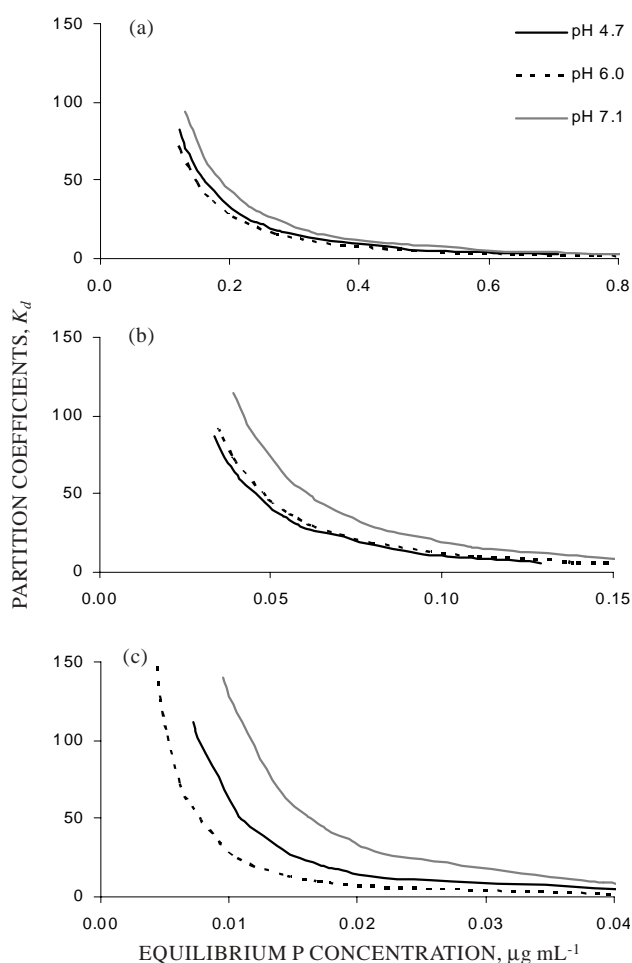 (a)
pH 4.7
pH 6.0
pH 7.1
150
100
50
0
0.0 0.2 0.4 0.6 0.8
(b)
150
100
50
0
0.00 0.05 0.10 0.15
(c)
150
100
50
0
0.00 0.01 0.02 0.03 0.04
PARTITION COEFFICIENTS, K_d
EQUILIBRIUM P CONCENTRATION, µg mL⁻¹